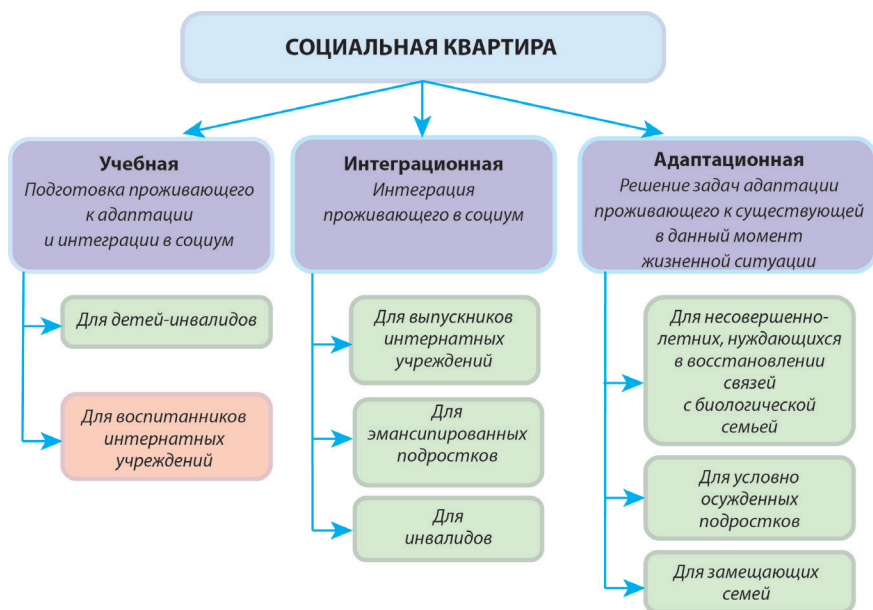 СОЦИАЛЬНАЯ КВАРТИРА
Учебная
Подготовка проживающего
к адаптации
и интеграции в социум
Для детей-инвалидов
Для воспитанников
интернатных
учреждений
Интеграционная
Интеграция
проживающего в социум
Для выпускников
интернатных
учреждений
Для
эмансипированных
подростков
Для
инвалидов
Адаптационная
Решение задач адаптации
проживающего к существующей
в данный момент
жизненной ситуации
Для несовершенно-
летних, нуждающихся
в восстановлении
связей
с биологической
семьей
Для условно
осужденных
подростков
Для замещающих
семей